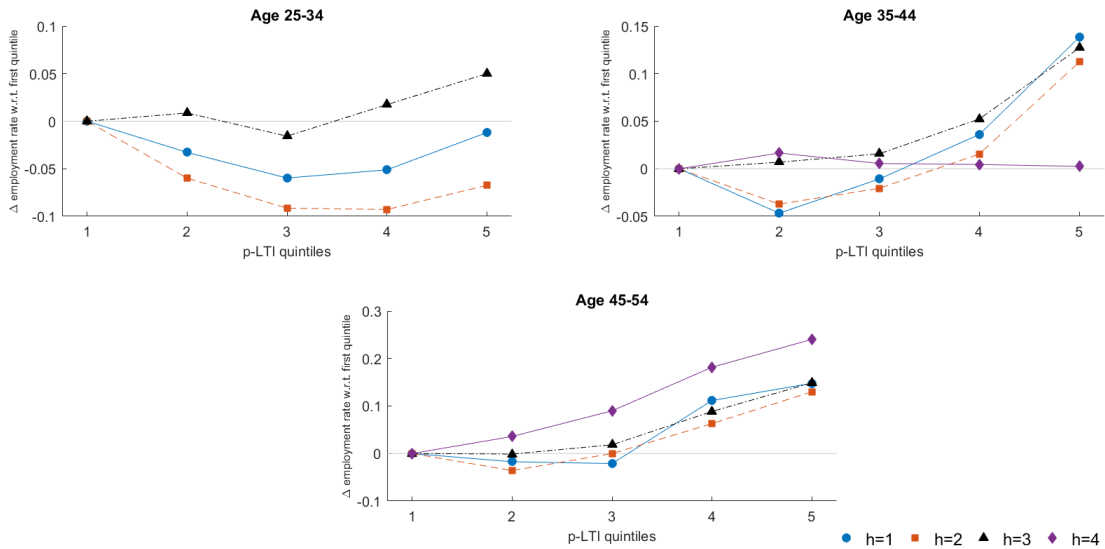 Age 25-34
Δ employment rate w.r.t. first quintile
0.1
0.05
0
-0.05
-0.1
1 2 3 4 5
p-LTI quintiles
Age 35-44
Δ employment rate w.r.t. first quintile
0.15
0.1
0.05
0
-0.05
1 2 3 4 5
p-LTI quintiles
Age 45-54
Δ employment rate w.r.t. first quintile
0.3
0.2
0.1
0
-0.1
1 2 3 4 5
p-LTI quintiles
h=1 h=2 h=3 h=4